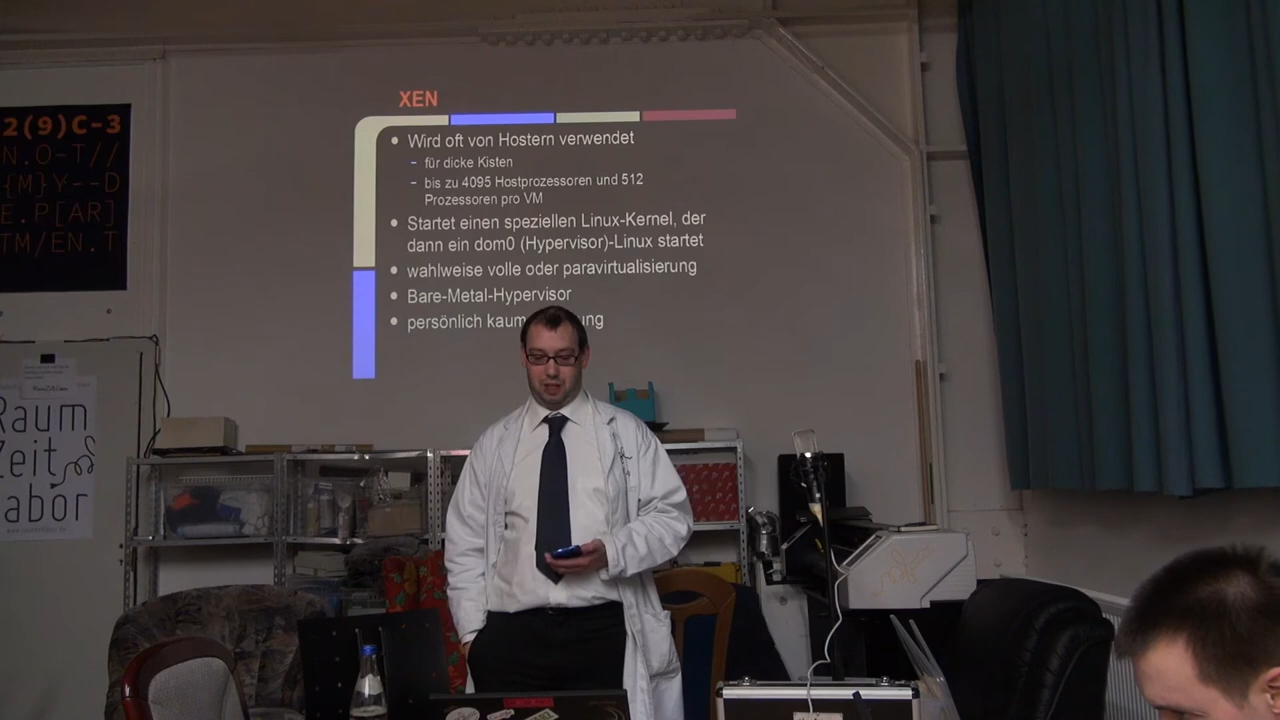 XEN
Wird oft von Hostern verwendet
für dicke Kisten
bis zu 4095 Hostprozessoren und 512
Prozessoren pro VM
Startet einen speziellen Linux-Kernel, der
dann ein dom0 (Hypervisor)-Linux startet
wahlweise volle oder paravirtualisierung
Bare-Metal-Hypervisor
persönlich kaum
2(9)C-3
N.O-T//
{M}Y--D
E.P[AR]
TM/EN.T
Raum
Zeit
Labor